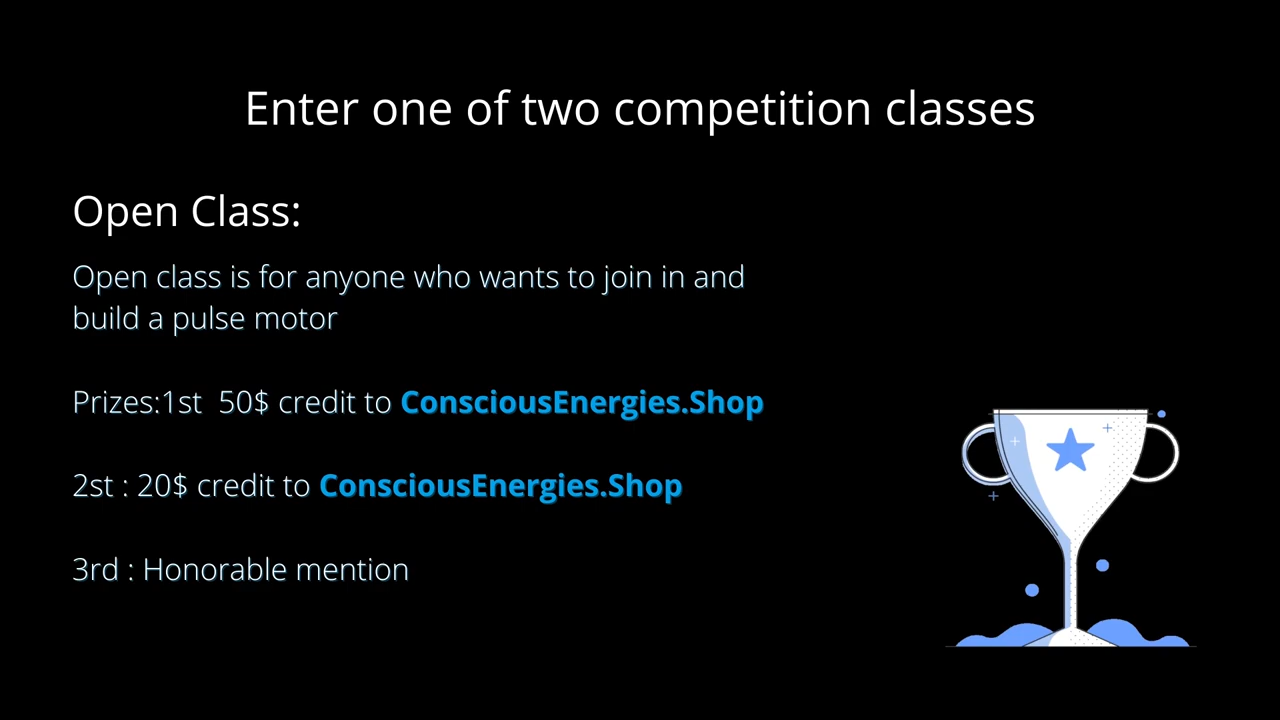 Enter one of two competition classes
Open Class:
Open class is for anyone who wants to join in and
build a pulse motor
Prizes:1st  50$ credit to ConsciousEnergies.Shop
2st : 20$ credit to ConsciousEnergies.Shop
3rd : Honorable mention